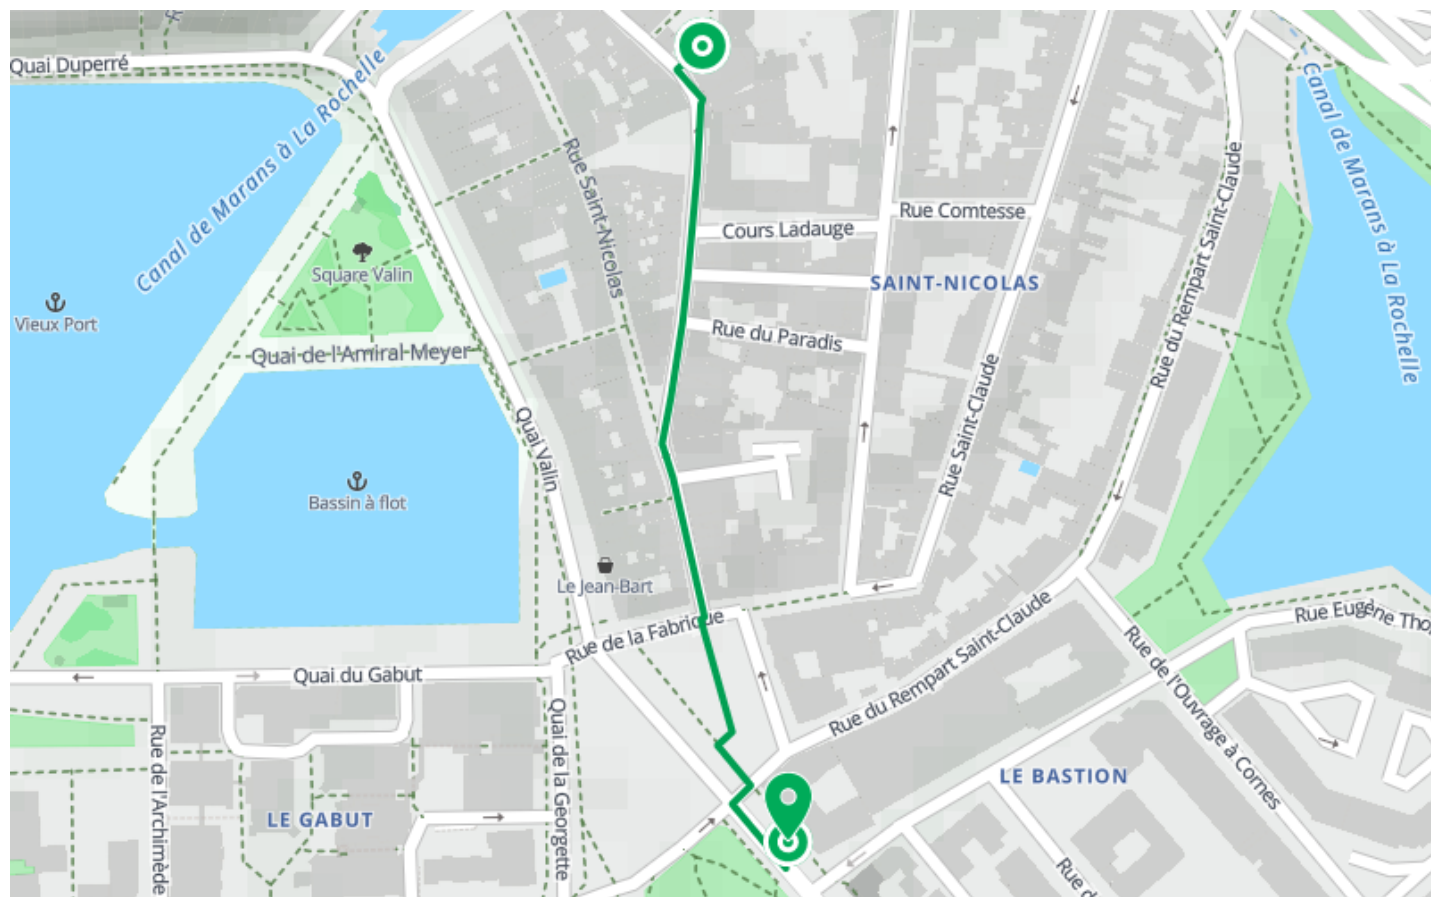 Quai Duperré
Canal de Marans à La Rochelle
Rue Saint-Nicolas
Canal de Marans à La Rochelle
Rue du Rempart Saint-Claude
Rue Comtesse
Cours Ladauge
SAINT-NICOLAS
Square Valin
Vieux Port
Rue du Paradis
Quai de l'Amiral Meyer
Quai Valin
Rue Saint-Claude
Bassin à flot
Le Jean-Bart
Rue de la Fabrique
Rue du Rempart Saint-Claude
Rue Eugène Tho
Quai du Gabut
Rue de l'Ouvrage à Cornes
Rue de l'Archimède
Quai de la Georgette
LE BASTION
LE GABUT
Rue d